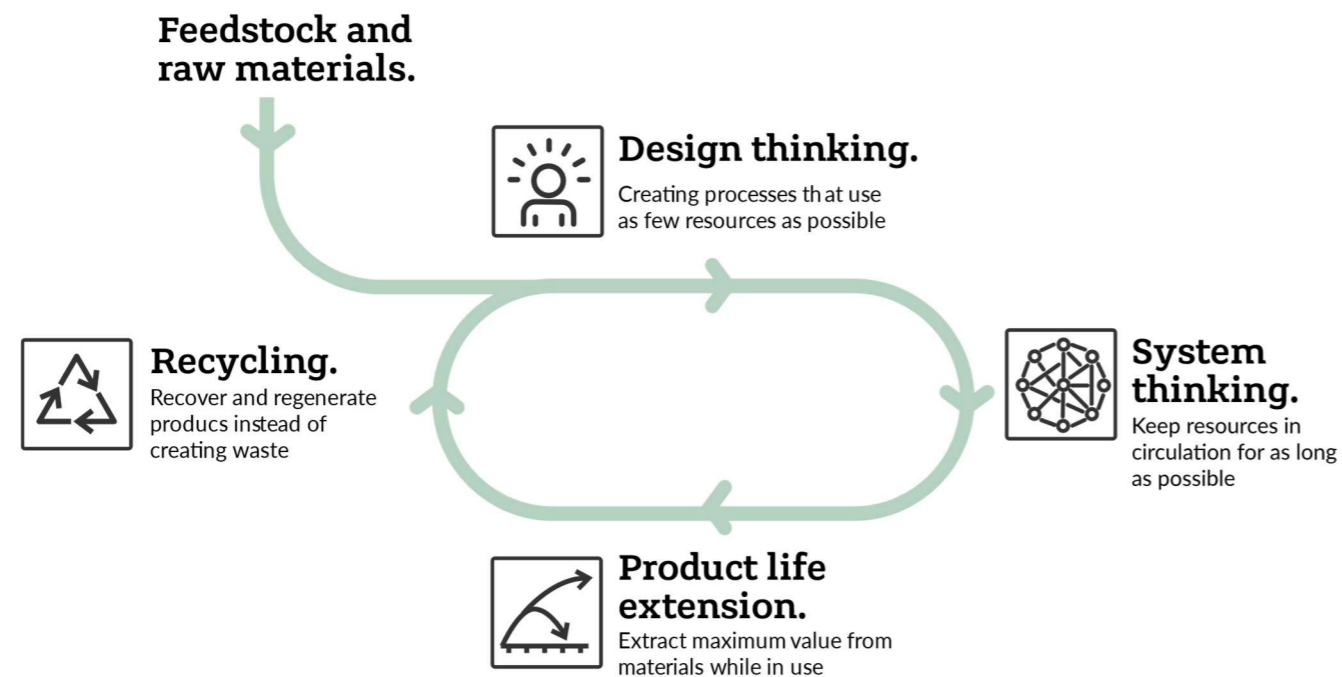 Feedstock and
raw materials.
Design thinking.
Creating processes that use
as few resources as possible
System
thinking.
Keep resources in
circulation for as long
as possible
Product life
extension.
Extract maximum value from
materials while in use
Recycling.
Recover and regenerate
producs instead of
creating waste